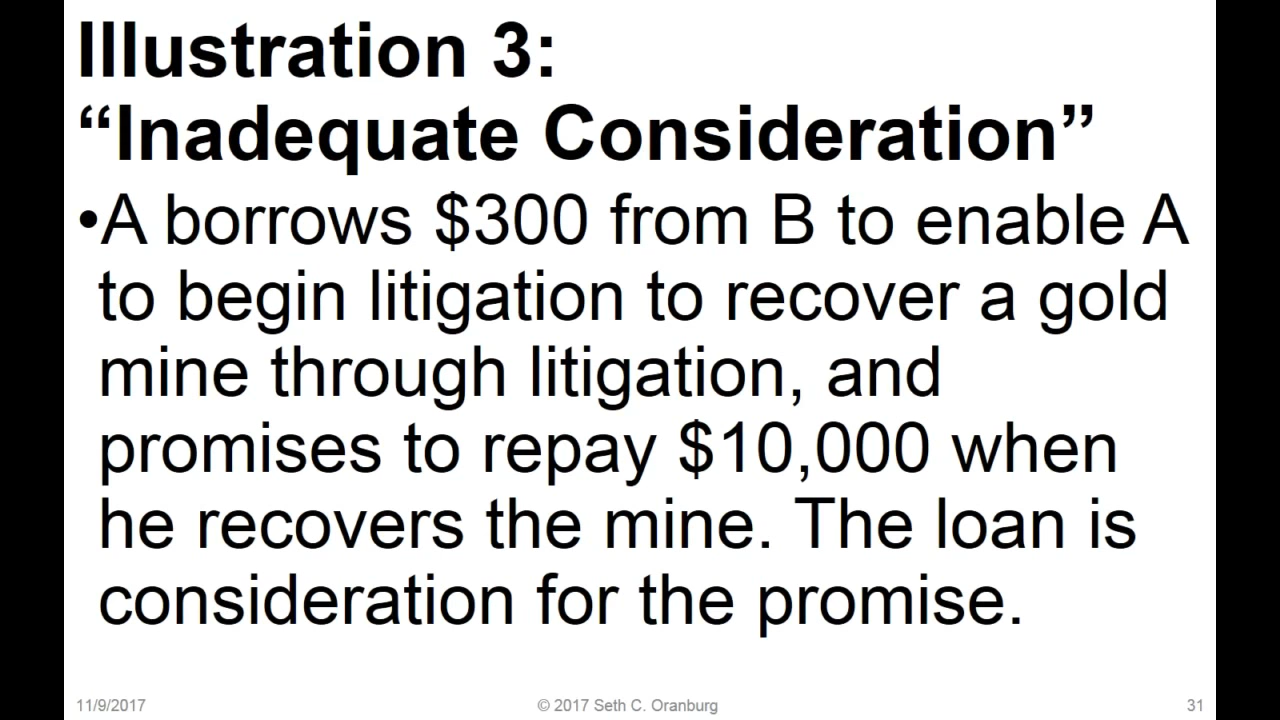 Illustration 3:
“Inadequate Consideration”
•A borrows $300 from B to enable A
to begin litigation to recover a gold
mine through litigation, and
promises to repay $10,000 when
he recovers the mine. The loan is
consideration for the promise.
11/9/2017
© 2017 Seth C. Oranburg
31